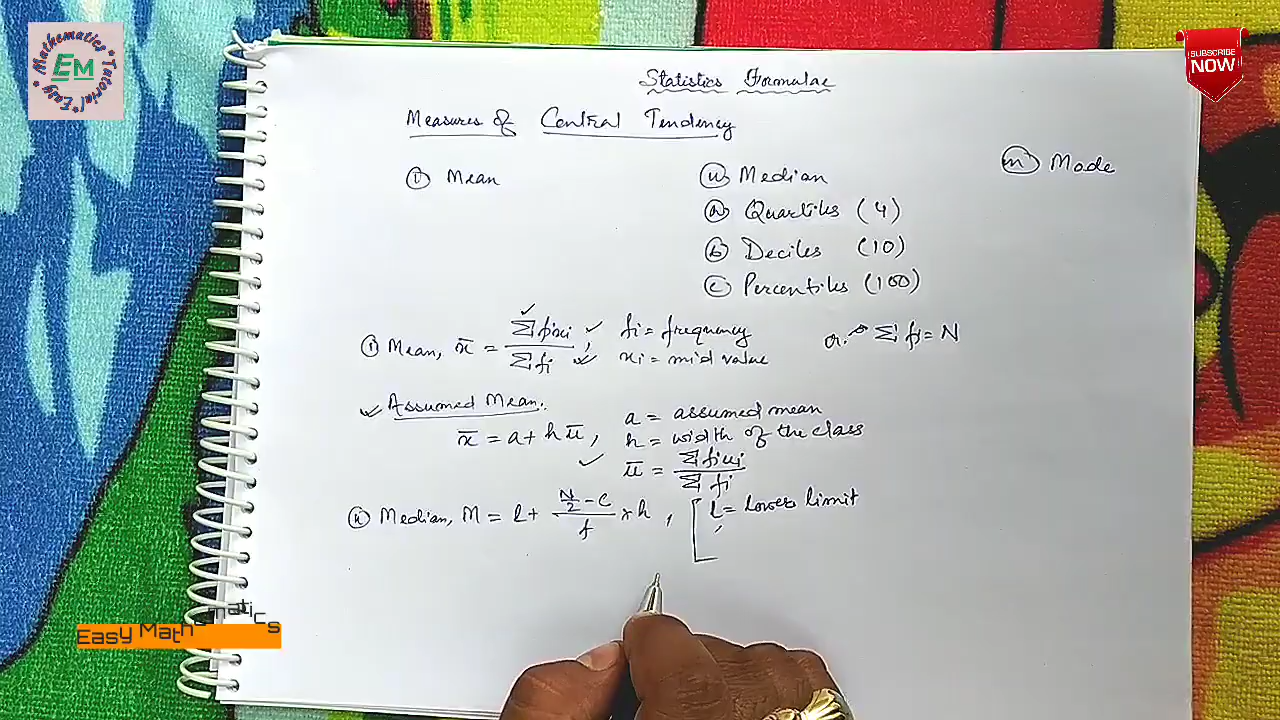 Mathematics
EM
Easy Tutorial
SUBSCRIBE
NOW
Statistics Formulae
Measures of Central Tendency
(i) Mean
(ii) Median
(iii) Mode
(a) Quartiles (4)
(b) Deciles (10)
(c) Percentiles (100)
(i) Mean, x̄ = Σfixi / Σfi, fi = frequency or. → Σfi = N
xi = mid value
Assumed Mean:
x̄ = a + hū, a = assumed mean
h = width of the class
ū = Σfiui / Σfi
(ii) Median, M = l + (N/2 - C)/f × h, [l = lower limit
,
Easy Mathematics